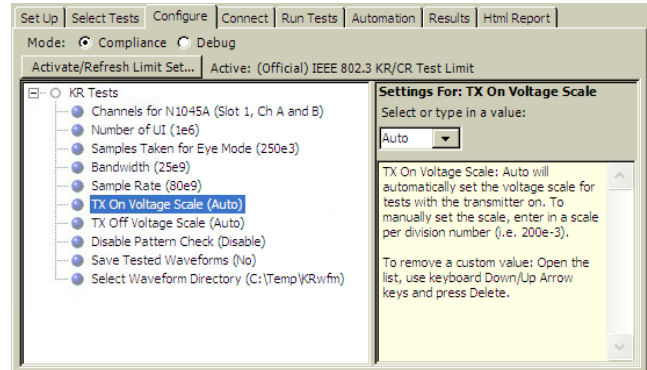 Set Up Select Tests Configure Connect Run Tests Automation Results Html Report
Mode: Compliance Debug
Activate/Refresh Limit Set... Active: (Official) IEEE 802.3 KR/CR Test Limit
KR Tests
Channels for N1045A (Slot 1, Ch A and B)
Number of UI (1e6)
Samples Taken for Eye Mode (250e3)
Bandwidth (25e9)
Sample Rate (80e9)
TX On Voltage Scale (Auto)
TX Off Voltage Scale (Auto)
Disable Pattern Check (Disable)
Save Tested Waveforms (No)
Select Waveform Directory (C:\Temp\KRwfm)
Settings For: TX On Voltage Scale
Select or type in a value:
Auto
TX On Voltage Scale: Auto will
automatically set the voltage scale for
tests with the transmitter on. To
manually set the scale, enter in a scale
per division number (i.e. 200e-3).
To remove a custom value: Open the
list, use keyboard Down/Up Arrow
keys and press Delete.